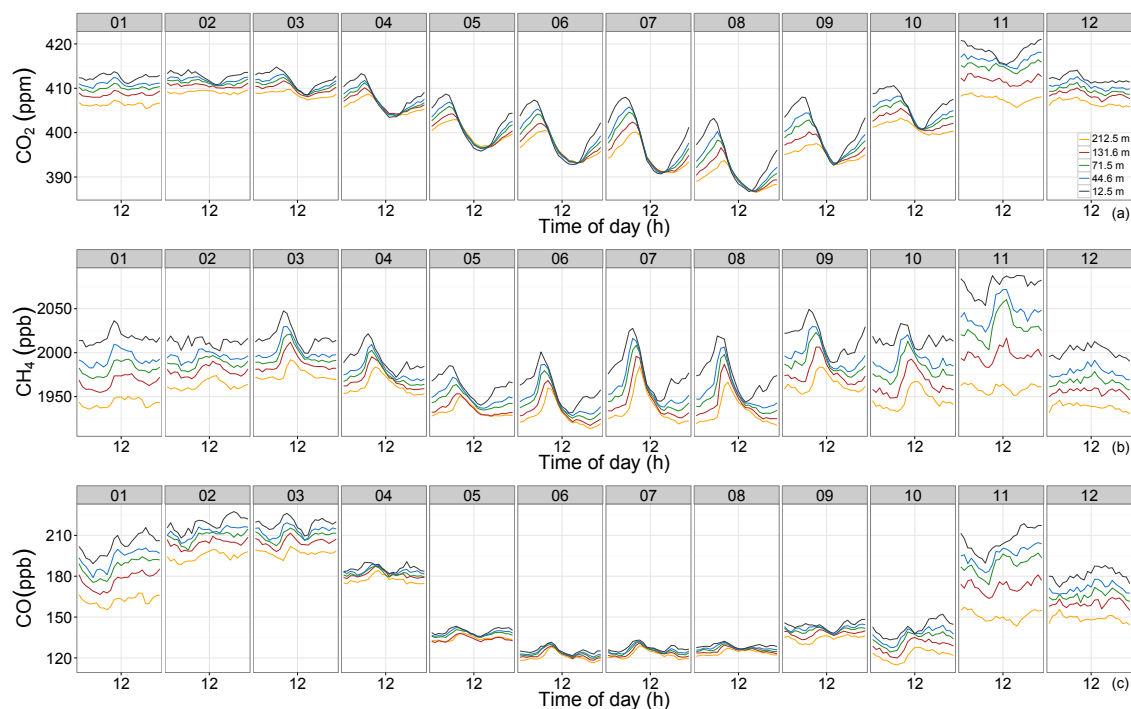 01 02 03 04 05 06 07 08 09 10 11 12
CO₂ (ppm)
420
410
400
390
212.5 m
131.6 m
71.5 m
44.6 m
12.5 m
12 12 12 12 12 12 12 12 12 12 12 12
Time of day (h)
(a)
01 02 03 04 05 06 07 08 09 10 11 12
CH₄ (ppb)
2050
2000
1950
12 12 12 12 12 12 12 12 12 12 12 12
Time of day (h)
(b)
01 02 03 04 05 06 07 08 09 10 11 12
CO(ppb)
210
180
150
120
12 12 12 12 12 12 12 12 12 12 12 12
Time of day (h)
(c)